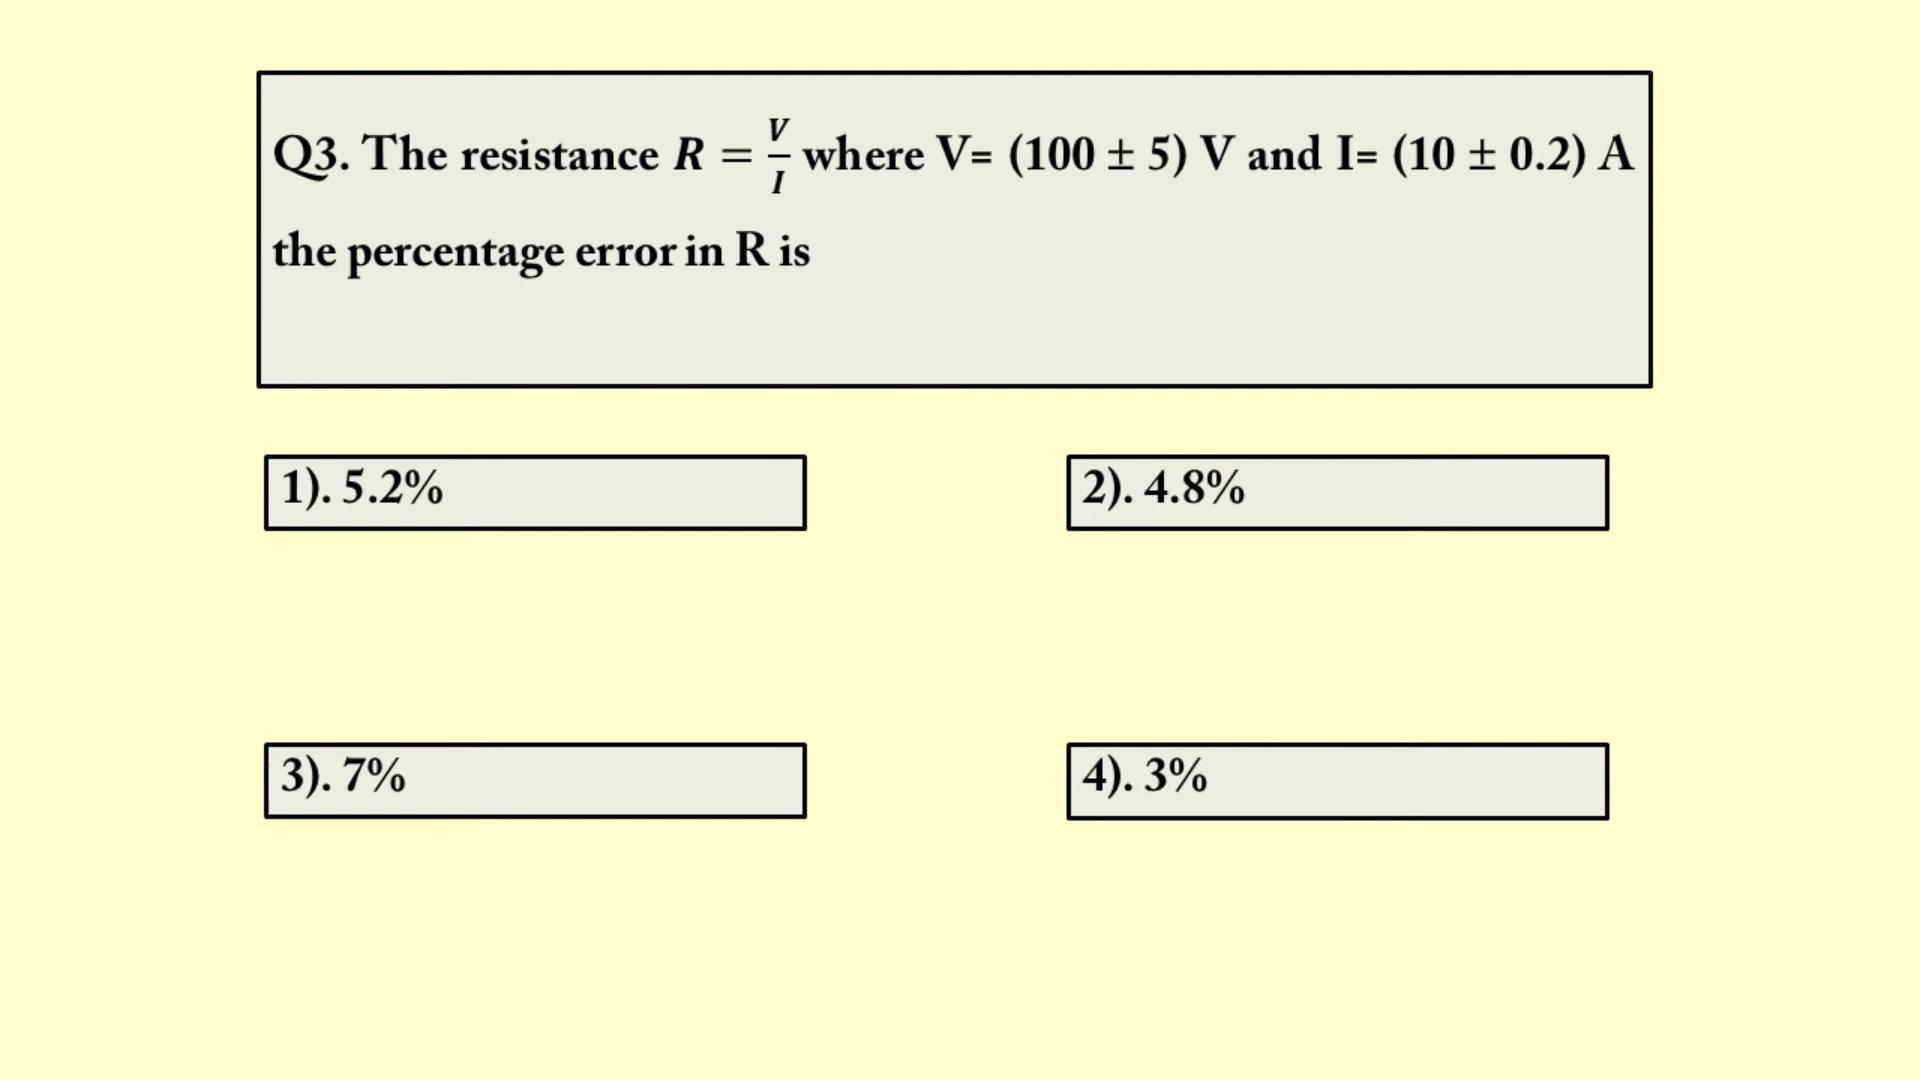 Q3. The resistance R = V/I where V= (100 ± 5) V and I= (10 ± 0.2) A
the percentage error in R is
1). 5.2%
2). 4.8%
3). 7%
4). 3%